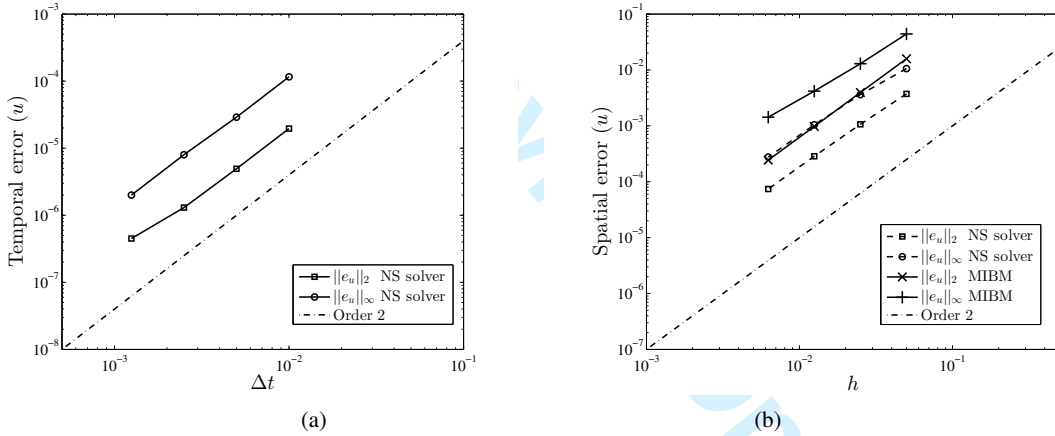 10^{-3}
10^{-4}
10^{-5}
10^{-6}
10^{-7}
10^{-8}
Temporal error (u)
||e_u||_2 NS solver
||e_u||_∞ NS solver
Order 2
10^{-3}
10^{-2}
10^{-1}
Δt
(a)
10^{-1}
10^{-2}
10^{-3}
10^{-4}
10^{-5}
10^{-6}
10^{-7}
Spatial error (u)
||e_u||_2 NS solver
||e_u||_∞ NS solver
||e_u||_2 MIBM
||e_u||_∞ MIBM
Order 2
10^{-3}
10^{-2}
10^{-1}
h
(b)